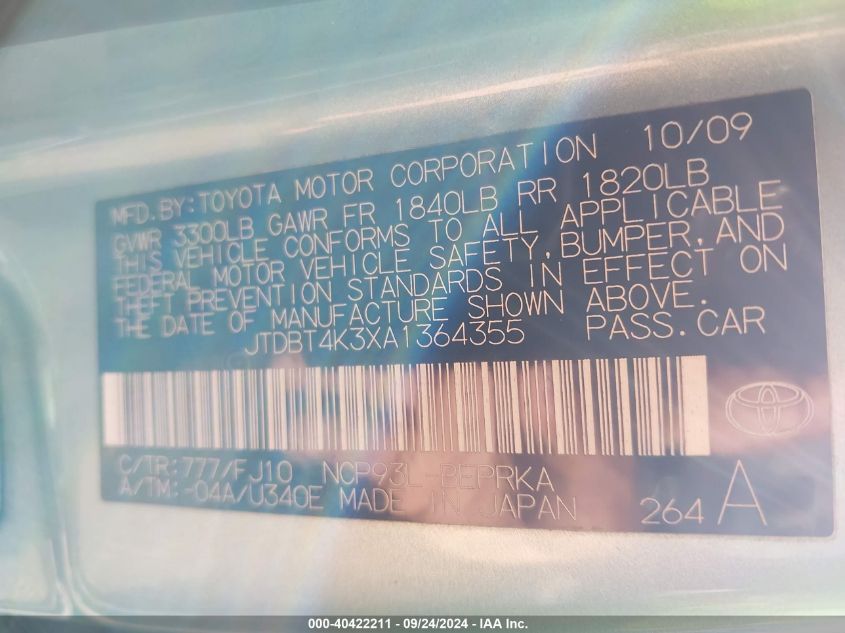 MFD.BY:TOYOTA MOTOR CORPORATION 10/09
GVWR 3300LB GAWR FR 1840LB RR 1820LB
THIS VEHICLE CONFORMS TO ALL APPLICABLE
FEDERAL MOTOR VEHICLE SAFETY,BUMPER,AND
THEFT PREVENTION STANDARDS IN EFFECT ON
THE DATE OF MANUFACTURE SHOWN ABOVE.
JTDBT4K3XA1364355 PASS.CAR
C/TR:777/FJ10 NCP93L-BEPRKA
A/TM:-04A/U340E MADE IN JAPAN 264 A
000-40422211 - 09/24/2024 - IAA Inc.